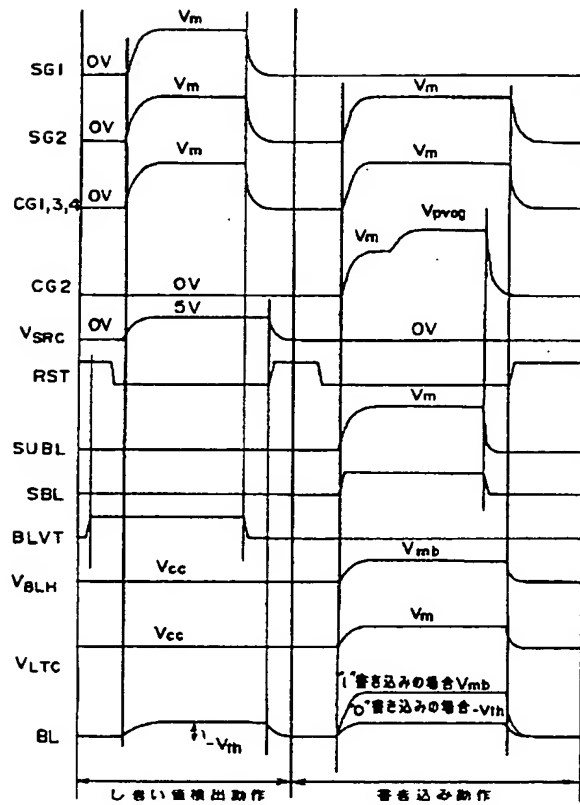 Vm
SG1 0V
Vm Vm
SG2 0V
Vm Vm
CG1,3,4 0V
Vm Vprog
CG2 0V
VSRC 0V 5V 0V
RST
Vm
SUBL
SBL
BLVT
VBLH Vcc Vmb
Vcc Vm
VLTC
"1"書き込みの場合Vmb
"0"書き込みの場合-Vth
BL -Vth
しきい値検出動作 書き込み動作